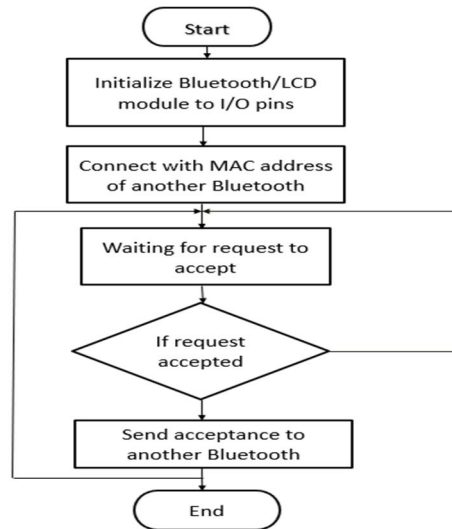 Start
Initialize Bluetooth/LCD
module to I/O pins
Connect with MAC address
of another Bluetooth
Waiting for request to
accept
If request
accepted
Send acceptance to
another Bluetooth
End